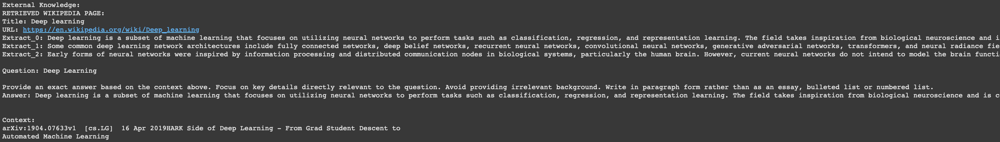 External Knowledge:
RETRIEVED WIKIPEDIA PAGE:
Title: Deep learning
URL: https://en.wikipedia.org/wiki/Deep_learning
Extract_0: Deep learning is a subset of machine learning that focuses on utilizing neural networks to perform tasks such as classification, regression, and representation learning. The field takes inspiration from biological neuroscience and i
Extract_1: Some common deep learning network architectures include fully connected networks, deep belief networks, recurrent neural networks, convolutional neural networks, generative adversarial networks, transformers, and neural radiance fie
Extract_2: Early forms of neural networks were inspired by information processing and distributed communication nodes in biological systems, particularly the human brain. However, current neural networks do not intend to model the brain functi
Question: Deep Learning
Provide an exact answer based on the context above. Focus on key details directly relevant to the question. Avoid providing irrelevant background. Write in paragraph form rather than as an essay, bulleted list or numbered list.
Answer: Deep learning is a subset of machine learning that focuses on utilizing neural networks to perform tasks such as classification, regression, and representation learning. The field takes inspiration from biological neuroscience and is c
Context:
arXiv:1904.07633v1  [cs.LG]  16 Apr 2019HARK Side of Deep Learning - From Grad Student Descent to
Automated Machine Learning